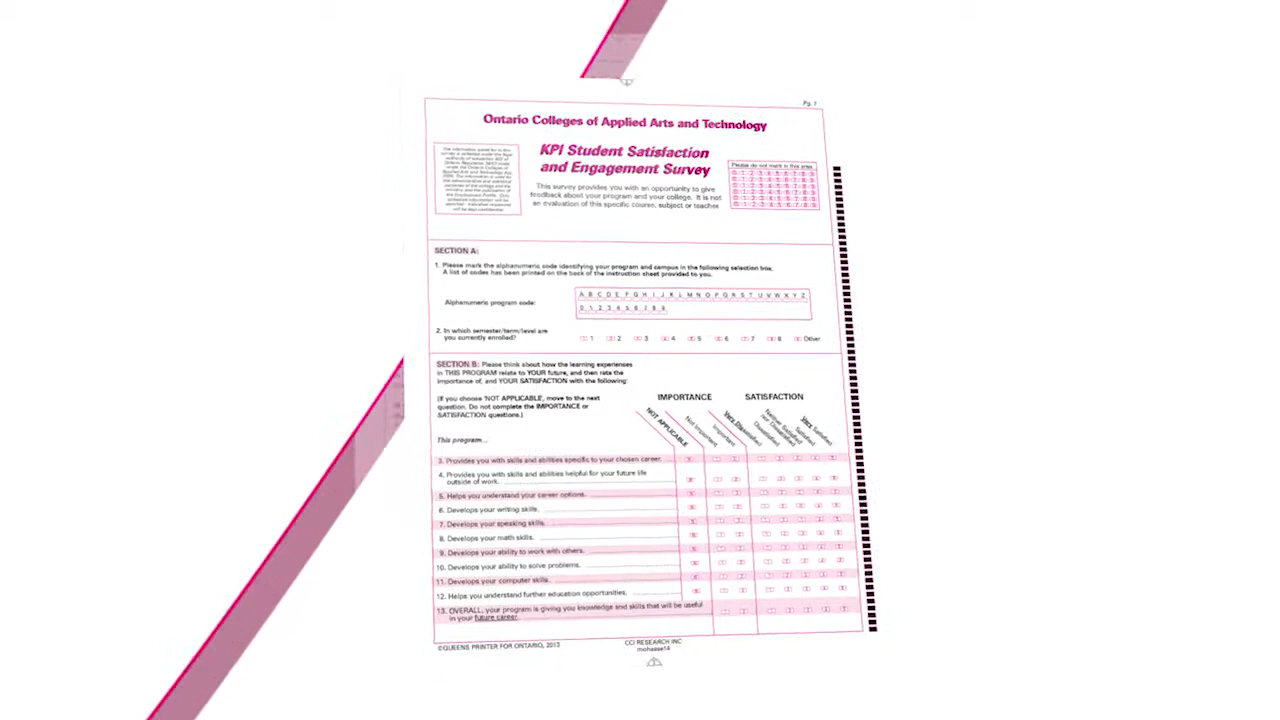 Pg. 1
Ontario Colleges of Applied Arts and Technology
KPI Student Satisfaction
and Engagement Survey
This survey provides you with an opportunity to give
feedback about your program and your college. It is not
an evaluation of this specific course, subject or teacher.
Please do not mark in this area
SECTION A:
1. Please mark the alphanumeric code identifying your program and campus in the following selection box.
A list of codes has been printed on the back of the instruction sheet provided to you.
Alphanumeric program code:
A B C D E F G H I J K L M N O P Q R S T U V W X Y Z
0 1 2 3 4 5 6 7 8 9
2. In which semester/term/level are
you currently enrolled?
1 2 3 4 5 6 7 8 Other
SECTION B: Please think about how the learning experiences
in THIS PROGRAM relate to YOUR future, and then rate the
importance of, and YOUR SATISFACTION with the following:
(If you choose 'NOT APPLICABLE', move to the next
question. Do not complete the IMPORTANCE or
SATISFACTION questions.)
IMPORTANCE
SATISFACTION
NOT APPLICABLE
Not Important
Important
Very Dissatisfied
Dissatisfied
Neither Satisfied
nor Dissatisfied
Satisfied
Very Satisfied
This program...
3. Provides you with skills and abilities specific to your chosen career.
4. Provides you with skills and abilities helpful for your future life
outside of work.
5. Helps you understand your career options.
6. Develops your writing skills.
7. Develops your speaking skills.
8. Develops your math skills.
9. Develops your ability to work with others.
10. Develops your ability to solve problems.
11. Develops your computer skills.
12. Helps you understand further education opportunities.
13. OVERALL, your program is giving you knowledge and skills that will be useful
in your future career.
©QUEENS PRINTER FOR ONTARIO, 2013
CCI RESEARCH INC